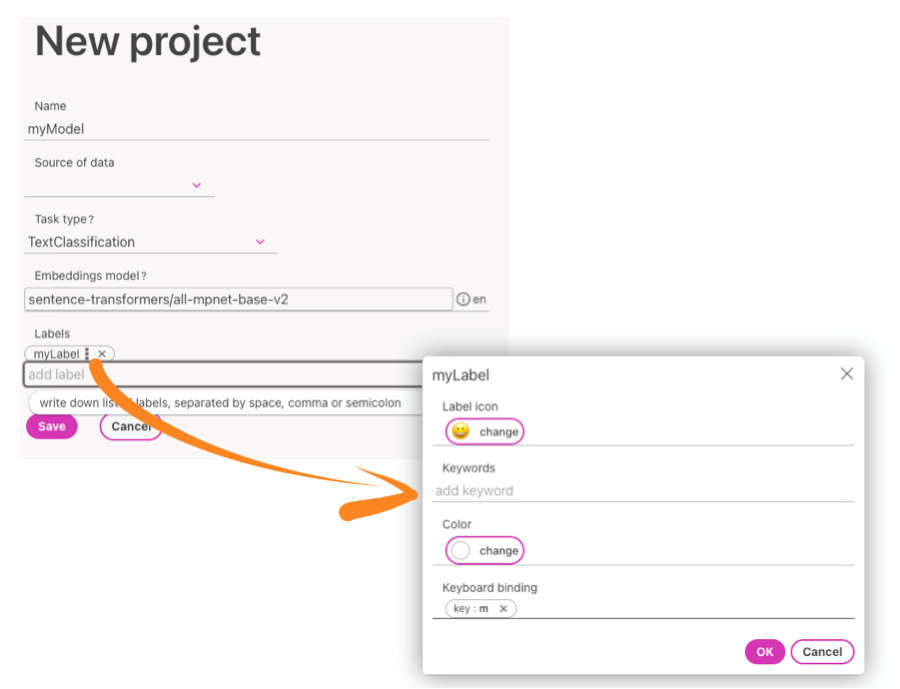 New project
Name
myModel
Source of data
Task type?
TextClassification
Embeddings model?
sentence-transformers/all-mpnet-base-v2
en
Labels
myLabel
add label
write down list of labels, separated by space, comma or semicolon
Save
Cancel
myLabel
Label icon
change
Keywords
add keyword
Color
change
Keyboard binding
key : m
OK
Cancel